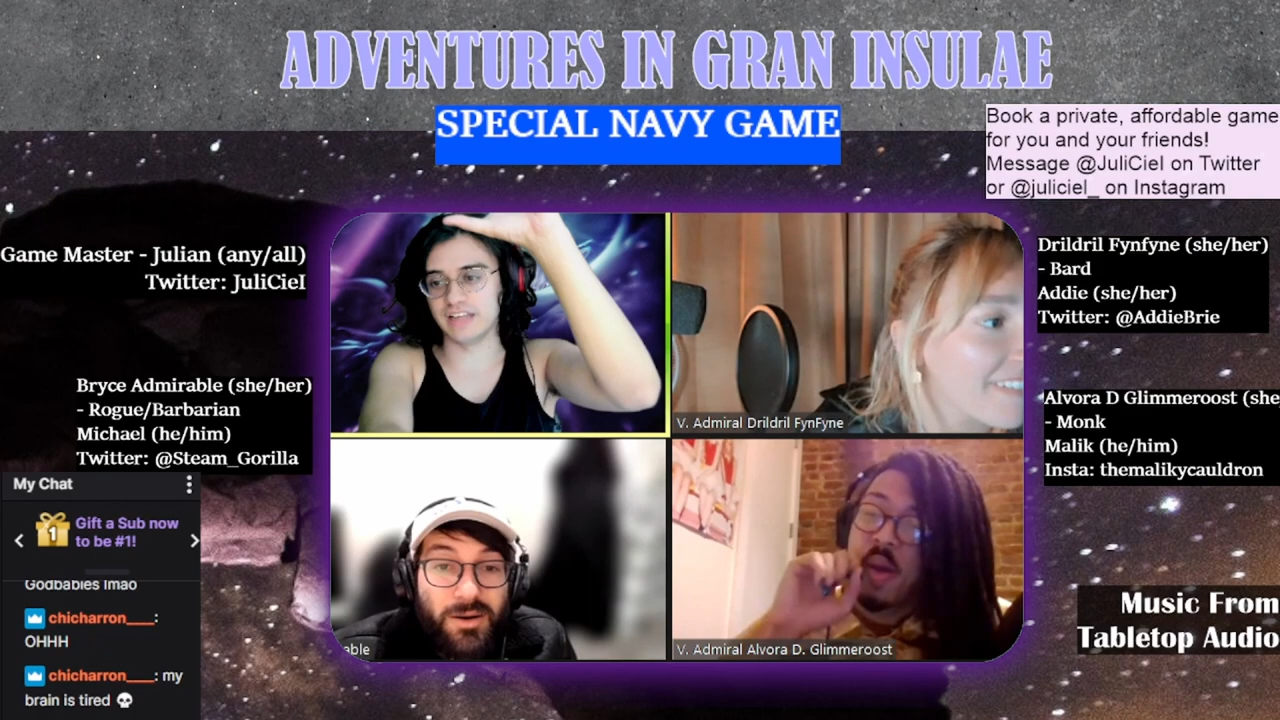 ADVENTURES IN GRAN INSULAE
SPECIAL NAVY GAME
Book a private, affordable game
for you and your friends!
Message @JuliCiel on Twitter
or @juliciel_ on Instagram
Game Master - Julian (any/all)
Twitter: JuliCiel
Drildril Fynfyne (she/her)
- Bard
Addie (she/her)
Twitter: @AddieBrie
Bryce Admirable (she/her)
- Rogue/Barbarian
Michael (he/him)
Twitter: @Steam_Gorilla
Alvora D Glimmeroost (she
- Monk
Malik (he/him)
Insta: themalikycauldron
V. Admiral Drildril FynFyne
able
V. Admiral Alvora D. Glimmeroost
My Chat
1
Gift a Sub now
to be #1!
Godbabies lmao
chicharron____:
OHHH
chicharron____: my
brain is tired 💀
Music From
Tabletop Audio